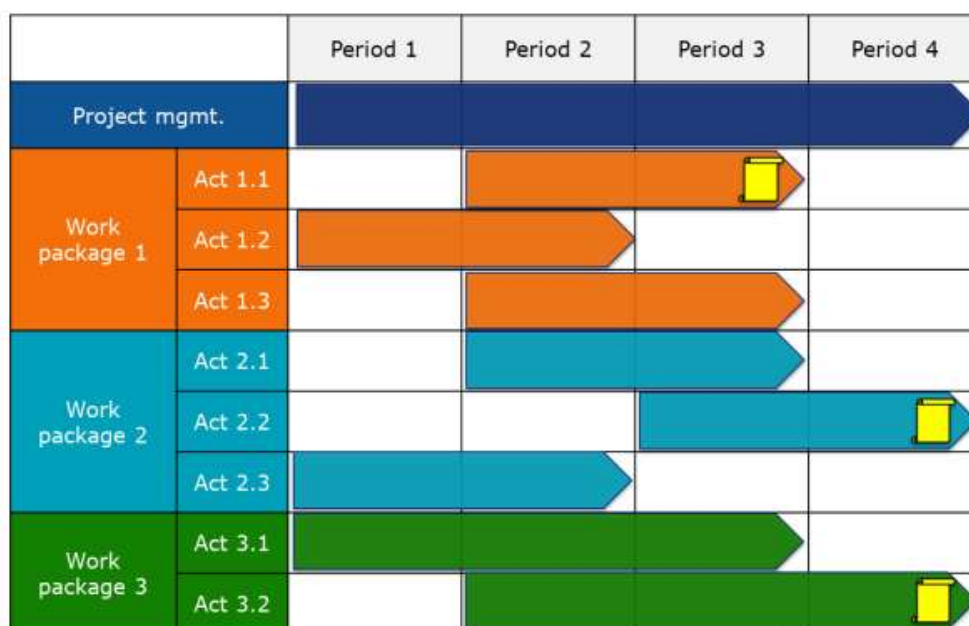 Period 1 Period 2 Period 3 Period 4
Project mgmt.
Work
package 1
Act 1.1
Act 1.2
Act 1.3
Work
package 2
Act 2.1
Act 2.2
Act 2.3
Work
package 3
Act 3.1
Act 3.2